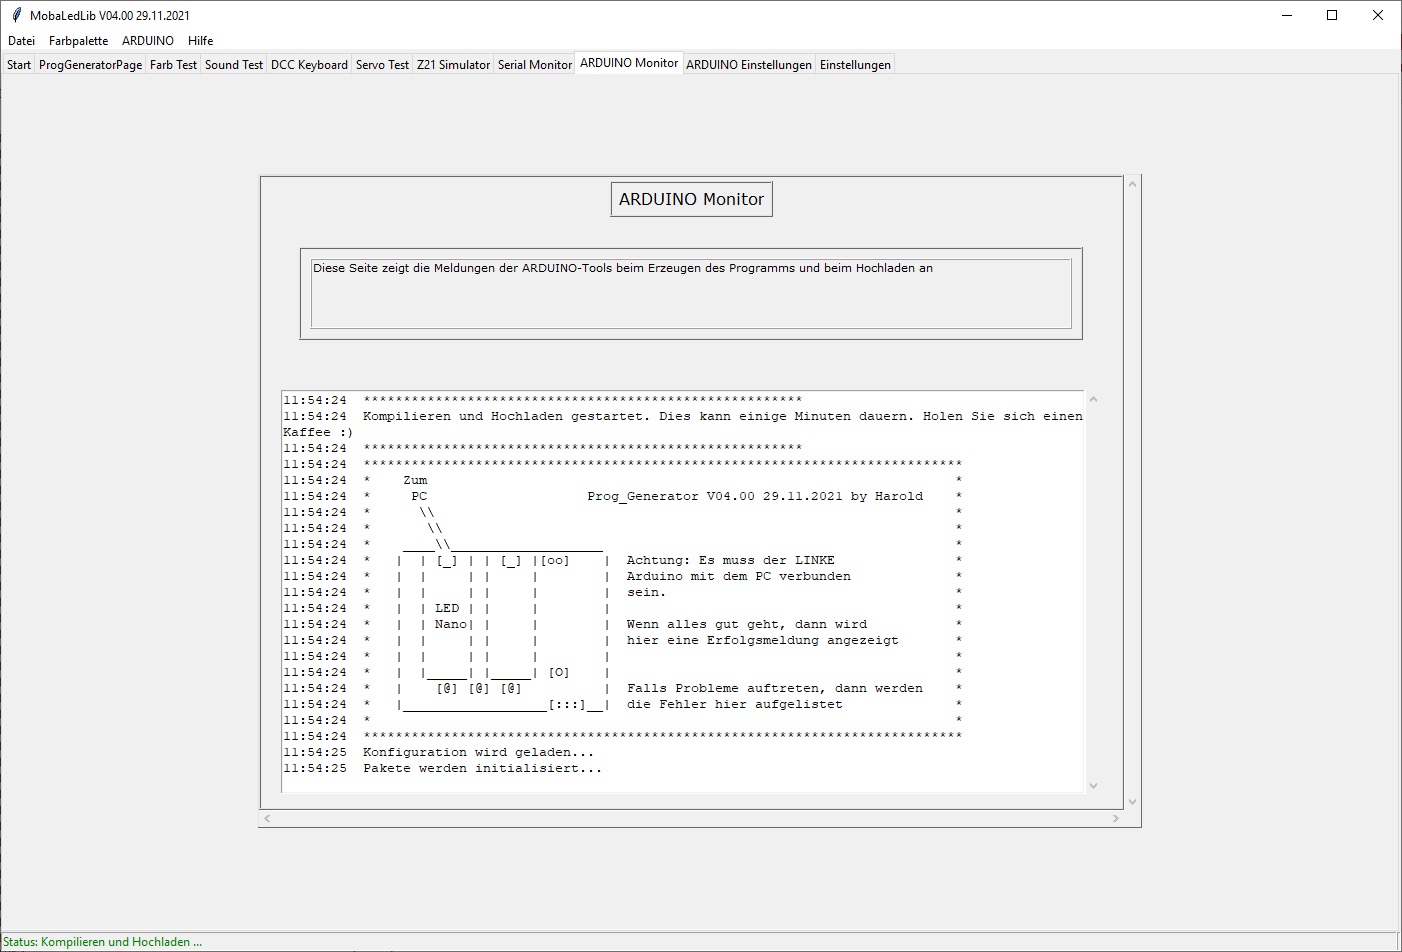 MobaLedLib V04.00 29.11.2021
Datei Farbpalette ARDUINO Hilfe
Start ProgGeneratorPage Farb Test Sound Test DCC Keyboard Servo Test Z21 Simulator Serial Monitor ARDUINO Monitor ARDUINO Einstellungen Einstellungen
ARDUINO Monitor
Diese Seite zeigt die Meldungen der ARDUINO-Tools beim Erzeugen des Programms und beim Hochladen an
11:54:24  *******************************************************
11:54:24  Kompilieren und Hochladen gestartet. Dies kann einige Minuten dauern. Holen Sie sich einen
Kaffee :)
11:54:24  *******************************************************
11:54:24  ***************************************************************************
11:54:24  *    Zum                                                                  *
11:54:24  *     PC                    Prog_Generator V04.00 29.11.2021 by Harold    *
11:54:24  *      \\                                                                 *
11:54:24  *       \\                                                                *
11:54:24  *    ____\\___________________                                            *
11:54:24  *   |  | [_] | | [_] |[oo]    |  Achtung: Es muss der LINKE               *
11:54:24  *   |  |     | |     |        |  Arduino mit dem PC verbunden             *
11:54:24  *   |  |     | |     |        |  sein.                                    *
11:54:24  *   |  | LED | |     |        |                                           *
11:54:24  *   |  | Nano| |     |        |  Wenn alles gut geht, dann wird           *
11:54:24  *   |  |     | |     |        |  hier eine Erfolgsmeldung angezeigt       *
11:54:24  *   |  |     | |     |        |                                           *
11:54:24  *   |  |_____| |_____| [O]    |                                           *
11:54:24  *   |    [@] [@] [@]          |  Falls Probleme auftreten, dann werden    *
11:54:24  *   |__________________[:::]__|  die Fehler hier aufgelistet              *
11:54:24  *                                                                         *
11:54:24  ***************************************************************************
11:54:25  Konfiguration wird geladen...
11:54:25  Pakete werden initialisiert...
Status: Kompilieren und Hochladen ...